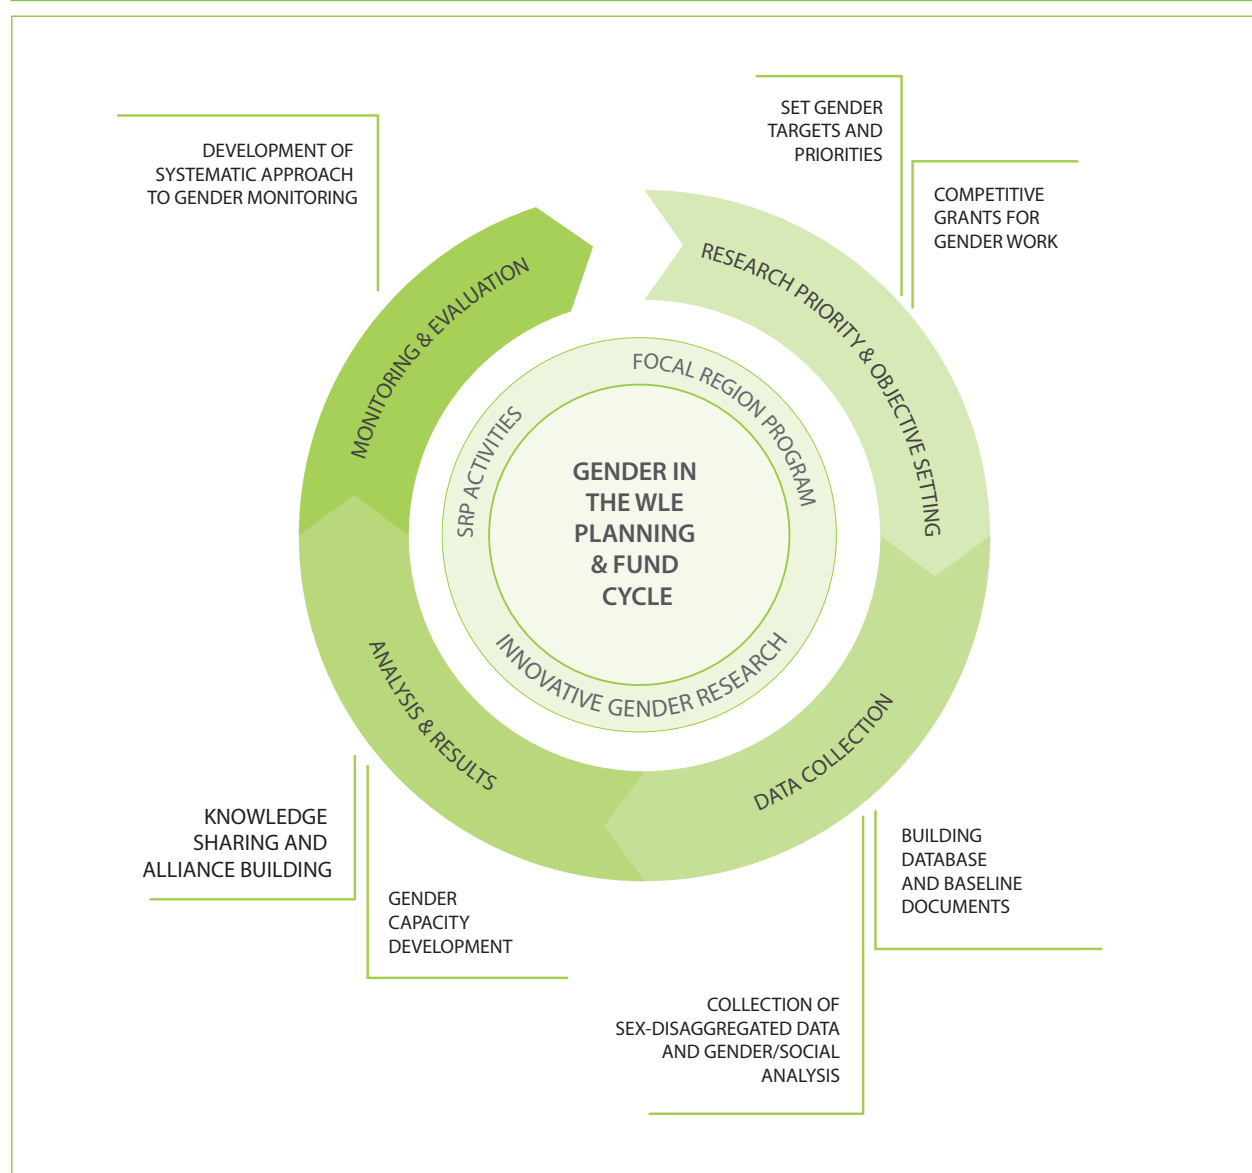 DEVELOPMENT OF
SYSTEMATIC APPROACH
TO GENDER MONITORING
SET GENDER
TARGETS AND
PRIORITIES
COMPETITIVE
GRANTS FOR
GENDER WORK
RESEARCH PRIORITY & OBJECTIVE SETTING
MONITORING & EVALUATION
FOCAL REGION PROGRAM
SRP ACTIVITIES
GENDER IN
THE WLE
PLANNING
& FUND
CYCLE
INNOVATIVE GENDER RESEARCH
ANALYSIS & RESULTS
DATA COLLECTION
KNOWLEDGE
SHARING AND
ALLIANCE BUILDING
GENDER
CAPACITY
DEVELOPMENT
BUILDING
DATABASE
AND BASELINE
DOCUMENTS
COLLECTION OF
SEX-DISAGGREGATED DATA
AND GENDER/SOCIAL
ANALYSIS